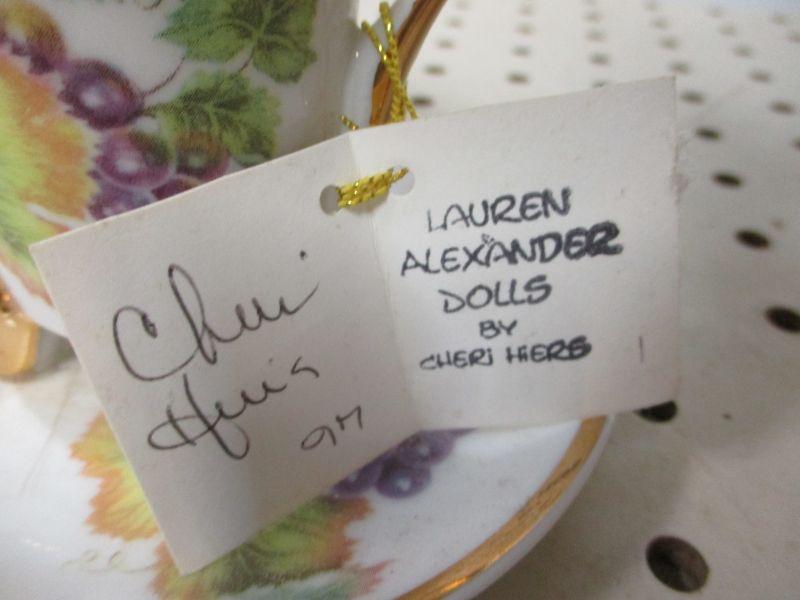 Cheri
Hiers
97
LAUREN
ALEXANDER
DOLLS
BY
CHERI HIERS